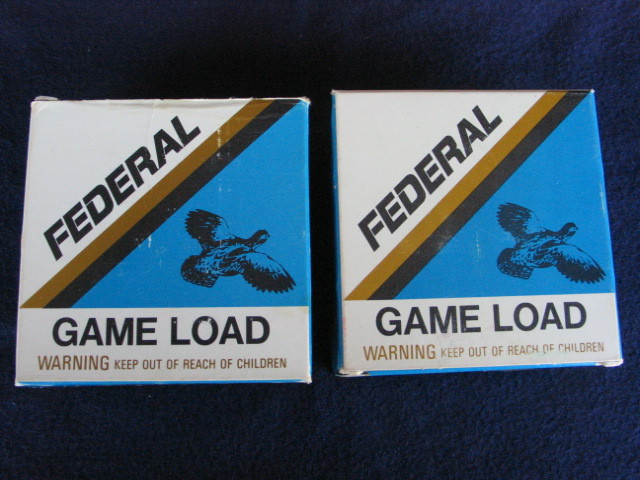 FEDERAL
GAME LOAD
WARNING KEEP OUT OF REACH OF CHILDREN
FEDERAL
GAME LOAD
WARNING KEEP OUT OF REACH OF CHILDREN